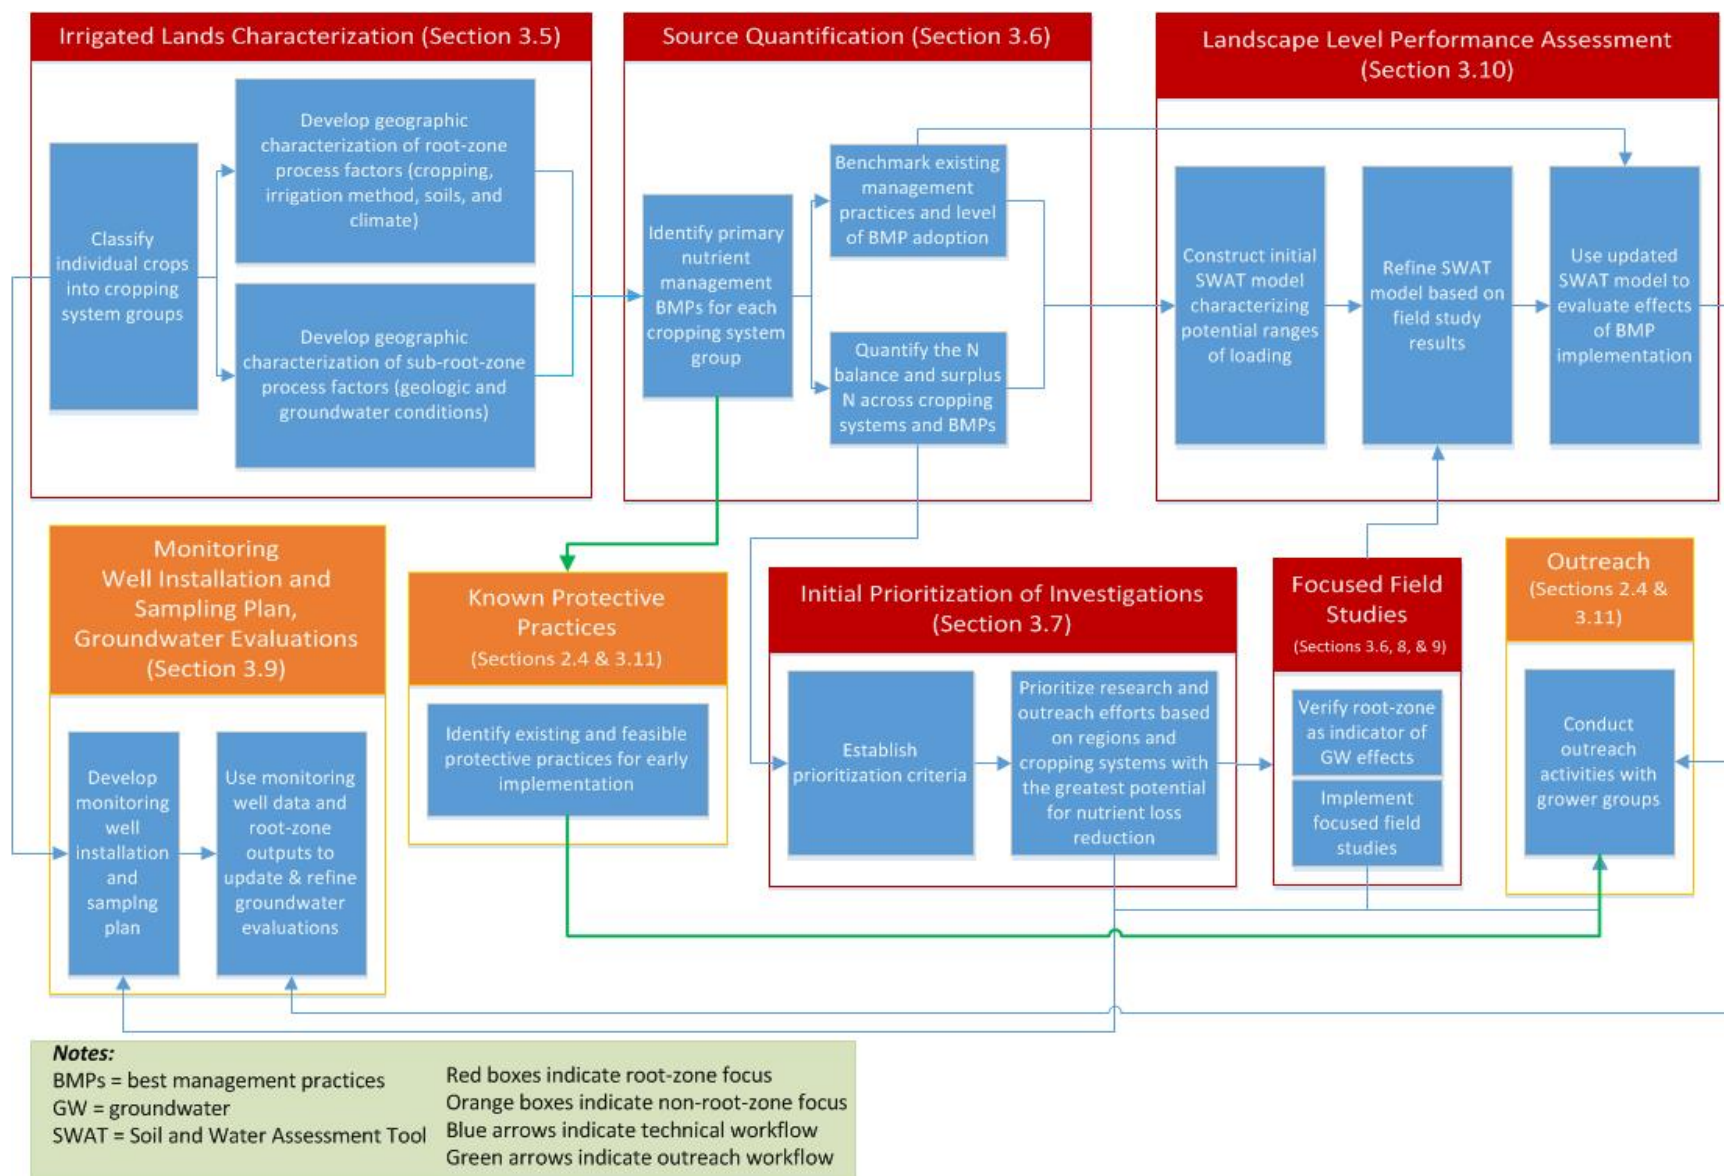 Irrigated Lands Characterization (Section 3.5)
Classify
individual crops
into cropping
system groups
Develop geographic
characterization of root-zone
process factors (cropping,
irrigation method, soils, and
climate)
Develop geographic
characterization of sub-root-zone
process factors (geologic and
groundwater conditions)
Source Quantification (Section 3.6)
Identify primary
nutrient
management
BMPs for each
cropping system
group
Benchmark existing
management
practices and level
of BMP adoption
Quantify the N
balance and surplus
N across cropping
systems and BMPs
Landscape Level Performance Assessment
(Section 3.10)
Construct initial
SWAT model
characterizing
potential ranges
of loading
Refine SWAT
model based on
field study
results
Use updated
SWAT model to
evaluate effects
of BMP
implementation
Monitoring
Well Installation and
Sampling Plan,
Groundwater Evaluations
(Section 3.9)
Develop
monitoring
well
installation
and
samplng
plan
Use monitoring
well data and
root-zone
outputs to
update & refine
groundwater
evaluations
Known Protective
Practices
(Sections 2.4 & 3.11)
Identify existing and feasible
protective practices for early
implementation
Initial Prioritization of Investigations
(Section 3.7)
Establish
prioritization criteria
Prioritize research and
outreach efforts based
on regions and
cropping systems with
the greatest potential
for nutrient loss
reduction
Focused Field
Studies
(Sections 3.6, 8, & 9)
Verify root-zone
as indicator of
GW effects
Implement
focused field
studies
Outreach
(Sections 2.4 &
3.11)
Conduct
outreach
activities with
grower groups
Notes:
BMPs = best management practices
GW = groundwater
SWAT = Soil and Water Assessment Tool
Red boxes indicate root-zone focus
Orange boxes indicate non-root-zone focus
Blue arrows indicate technical workflow
Green arrows indicate outreach workflow